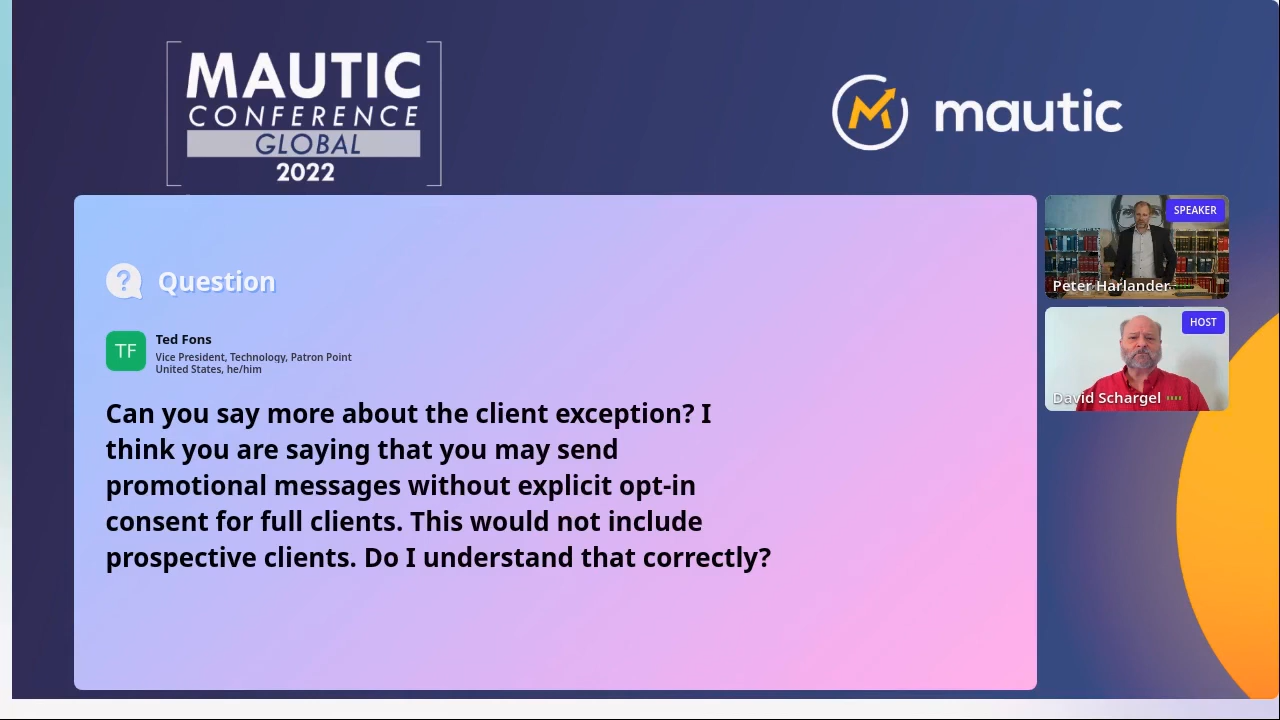 MAUTIC
CONFERENCE
GLOBAL
2022
mautic
Question
TF
Ted Fons
Vice President, Technology, Patron Point
United States, he/him
Can you say more about the client exception? I
think you are saying that you may send
promotional messages without explicit opt-in
consent for full clients. This would not include
prospective clients. Do I understand that correctly?
SPEAKER
Peter Harlander
HOST
David Schargel